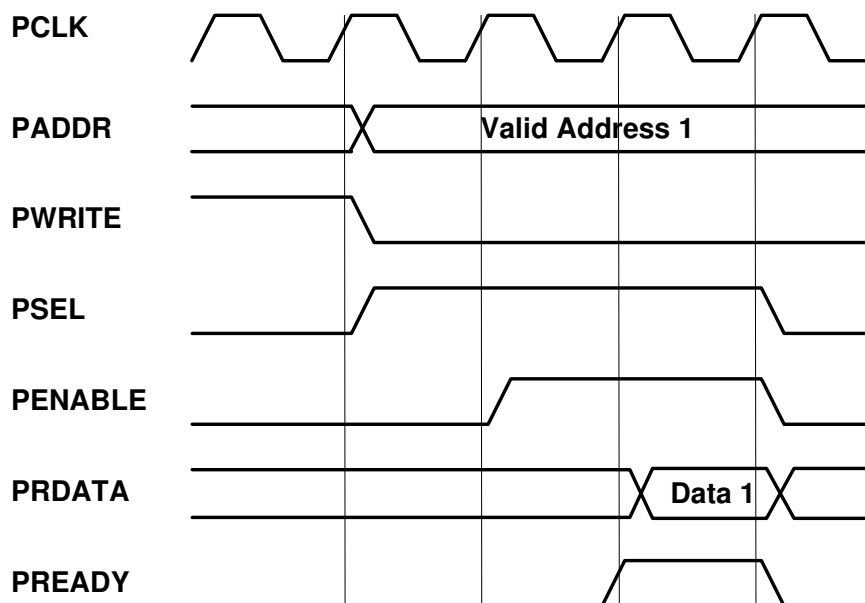 PCLK
PADDR Valid Address 1
PWRITE
PSEL
PENABLE
PRDATA Data 1
PREADY